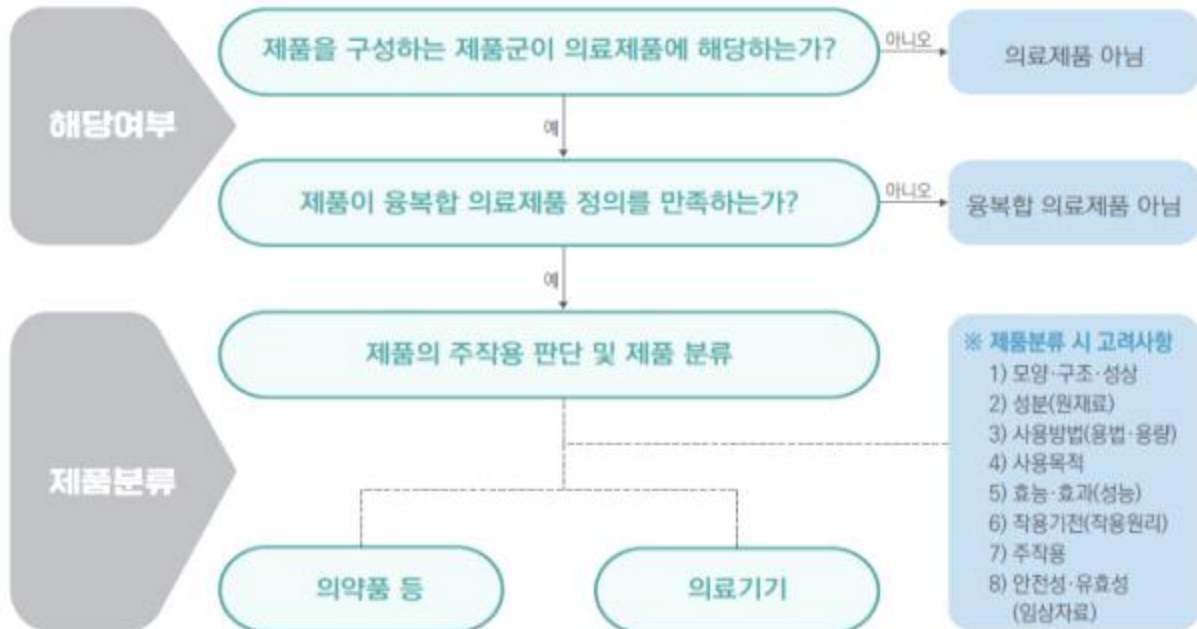 해당여부
제품을 구성하는 제품군이 의료제품에 해당하는가?
아니오
의료제품 아님
예
제품이 융복합 의료제품 정의를 만족하는가?
아니오
융복합 의료제품 아님
예
제품분류
제품의 주작용 판단 및 제품 분류
※ 제품분류 시 고려사항
1) 모양·구조·성상
2) 성분(원재료)
3) 사용방법(용법·용량)
4) 사용목적
5) 효능·효과(성능)
6) 작용기전(작용원리)
7) 주작용
8) 안전성·유효성
(임상자료)
의약품 등
의료기기